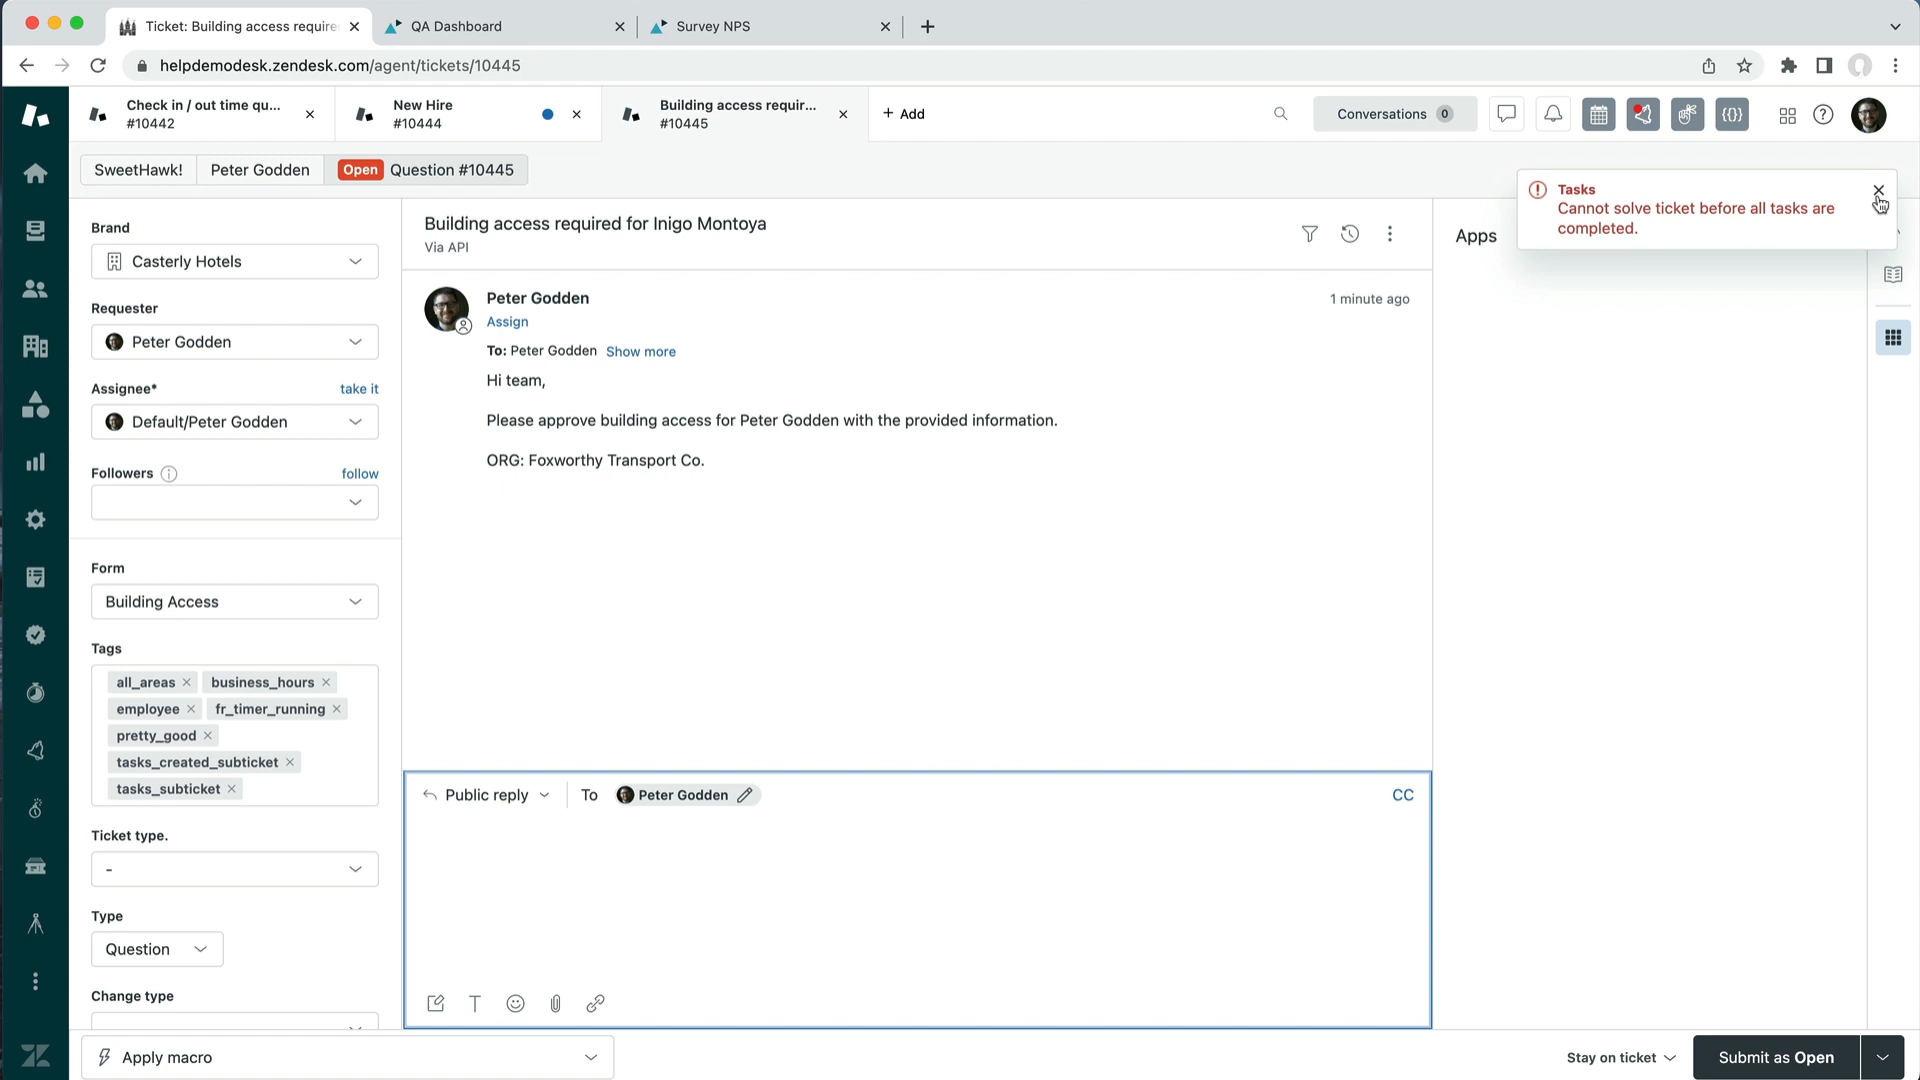 Ticket: Building access require
QA Dashboard
Survey NPS
helpdemodesk.zendesk.com/agent/tickets/10445
Check in / out time qu...
#10442
New Hire
#10444
Building access requir...
#10445
+ Add
Conversations 0
{()}
SweetHawk!
Peter Godden
Open Question #10445
Tasks
Cannot solve ticket before all tasks are
completed.
Brand
Casterly Hotels
Requester
Peter Godden
Assignee* take it
Default/Peter Godden
Followers follow
Form
Building Access
Tags
all_areas business_hours
employee fr_timer_running
pretty_good
tasks_created_subticket
tasks_subticket
Ticket type.
-
Type
Question
Change type
Building access required for Inigo Montoya
Via API
Peter Godden 1 minute ago
Assign
To: Peter Godden Show more
Hi team,
Please approve building access for Peter Godden with the provided information.
ORG: Foxworthy Transport Co.
Apps
Public reply To Peter Godden CC
Apply macro
Stay on ticket
Submit as Open